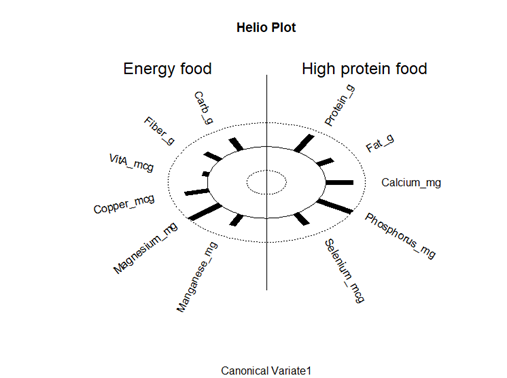 Helio Plot
Energy food
High protein food
Carb_g
Fiber_g
VitA_mcg
Copper_mcg
Magnesium_mg
Manganese_mg
Protein_g
Fat_g
Calcium_mg
Phosphorus_mg
Selenium_mcg
Canonical Variate1